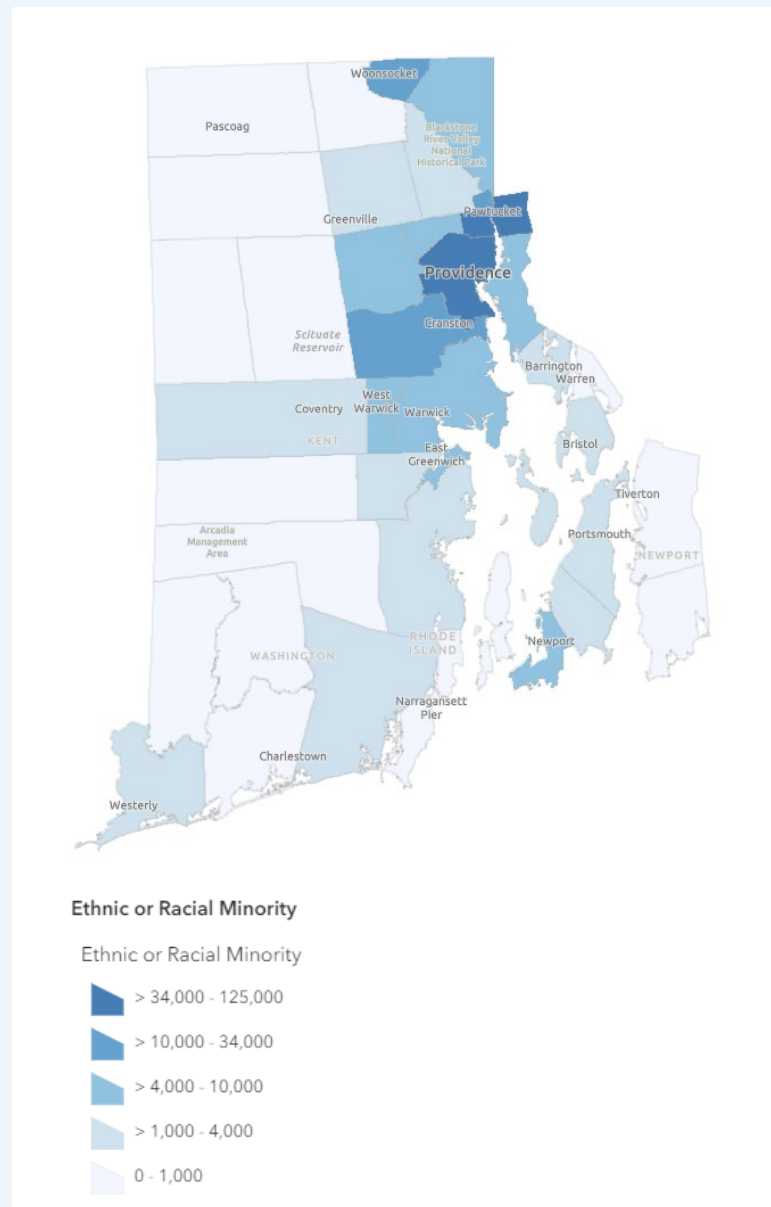 Woonsocket
Pascoag
Blackstone
River Valley
National
Historical Park
Pawtucket
Greenville
Providence
Cranston
Scituate
Reservoir
Barrington
Warren
West
Warwick
Coventry
Warwick
KENT
East
Greenwich
Bristol
Tiverton
Portsmouth
NEWPORT
Arcadia
Management
Area
Newport
RHODE
ISLAND
WASHINGTON
Narragansett
Pier
Charlestown
Westerly
Ethnic or Racial Minority
Ethnic or Racial Minority
> 34,000 - 125,000
> 10,000 - 34,000
> 4,000 - 10,000
> 1,000 - 4,000
0 - 1,000